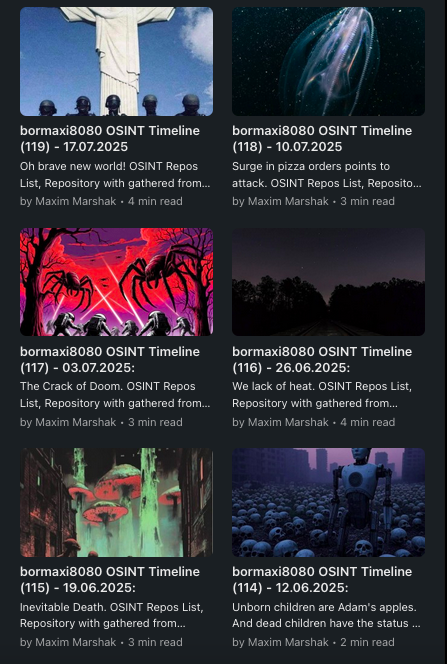 bormaxi8080 OSINT Timeline
(119) - 17.07.2025
Oh brave new world! OSINT Repos
List, Repository with gathered from...
by Maxim Marshak • 4 min read
bormaxi8080 OSINT Timeline
(118) - 10.07.2025
Surge in pizza orders points to
attack. OSINT Repos List, Reposito...
by Maxim Marshak • 3 min read
bormaxi8080 OSINT Timeline
(117) - 03.07.2025:
The Crack of Doom. OSINT Repos
List, Repository with gathered from...
by Maxim Marshak • 3 min read
bormaxi8080 OSINT Timeline
(116) - 26.06.2025:
We lack of heat. OSINT Repos List,
Repository with gathered from...
by Maxim Marshak • 4 min read
bormaxi8080 OSINT Timeline
(115) - 19.06.2025:
Inevitable Death. OSINT Repos List,
Repository with gathered from...
by Maxim Marshak • 3 min read
bormaxi8080 OSINT Timeline
(114) - 12.06.2025:
Unborn children are Adam's apples.
And dead children have the status ...
by Maxim Marshak • 2 min read